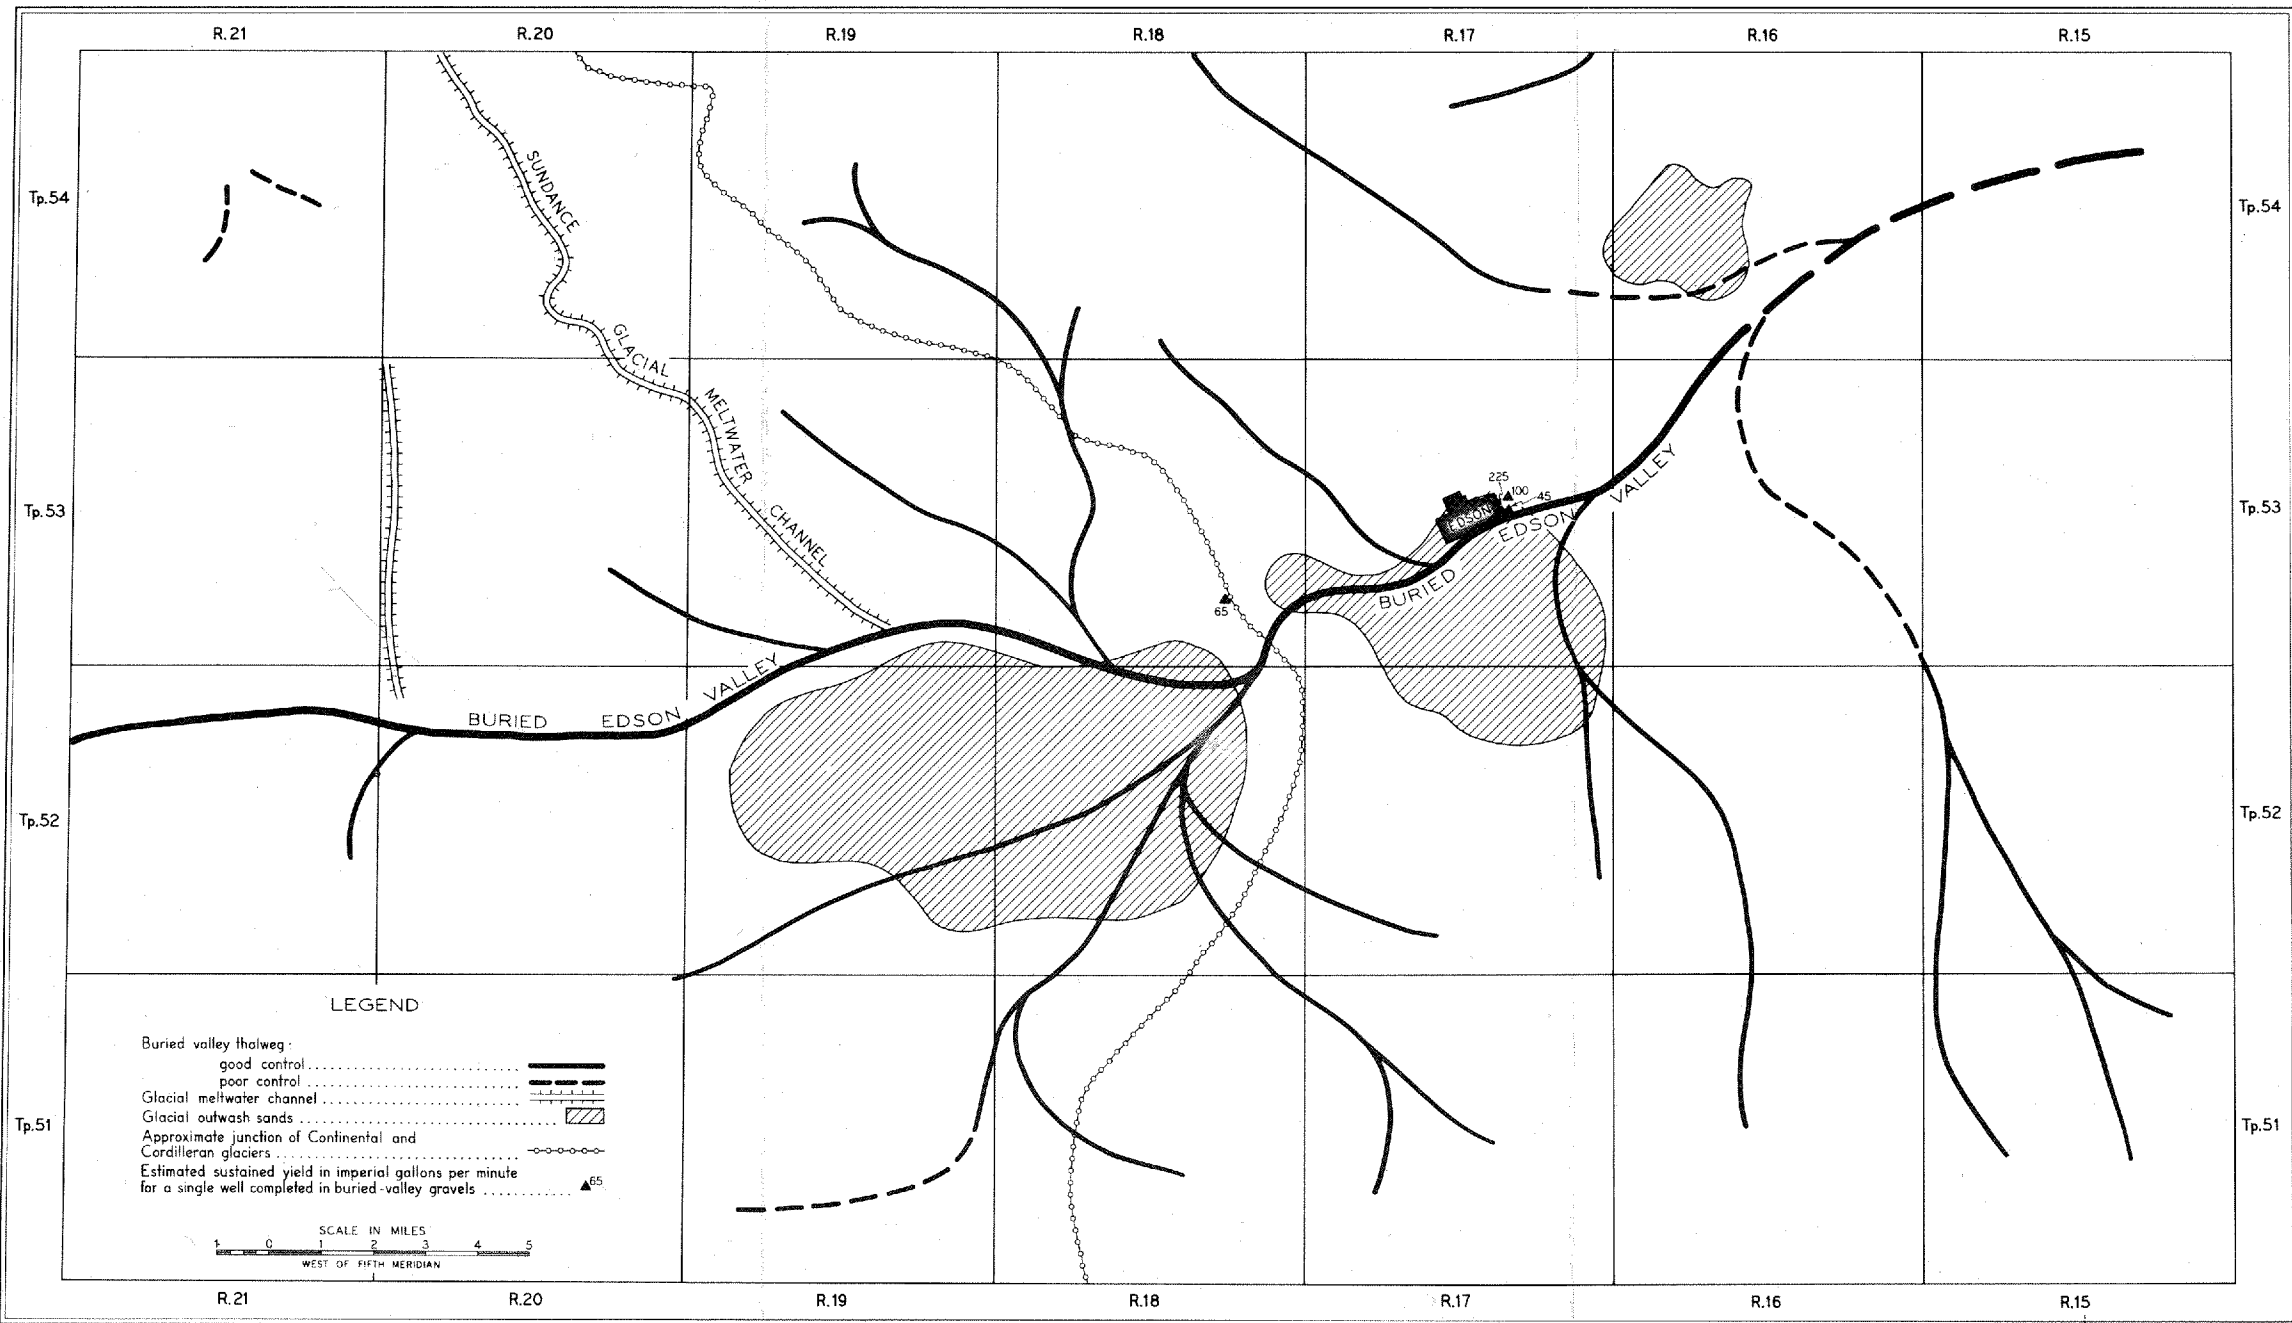 R.21 R.20 R.19 R.18 R.17 R.16 R.15
Tp.54 Tp.54
SUNDANCE
GLACIAL
MELTWATER
CHANNEL
Tp.53 Tp.53
225
100
45
EDSON
EDSON VALLEY
BURIED
65
VALLEY
BURIED EDSON
Tp.52 Tp.52
LEGEND
Buried valley thalweg:
good control
poor control
Glacial meltwater channel
Glacial outwash sands
Approximate junction of Continental and
Cordilleran glaciers
Estimated sustained yield in imperial gallons per minute
for a single well completed in buried-valley gravels 65
Tp.51 Tp.51
SCALE IN MILES
1 0 1 2 3 4 5
WEST OF FIFTH MERIDIAN
R.21 R.20 R.19 R.18 R.17 R.16 R.15